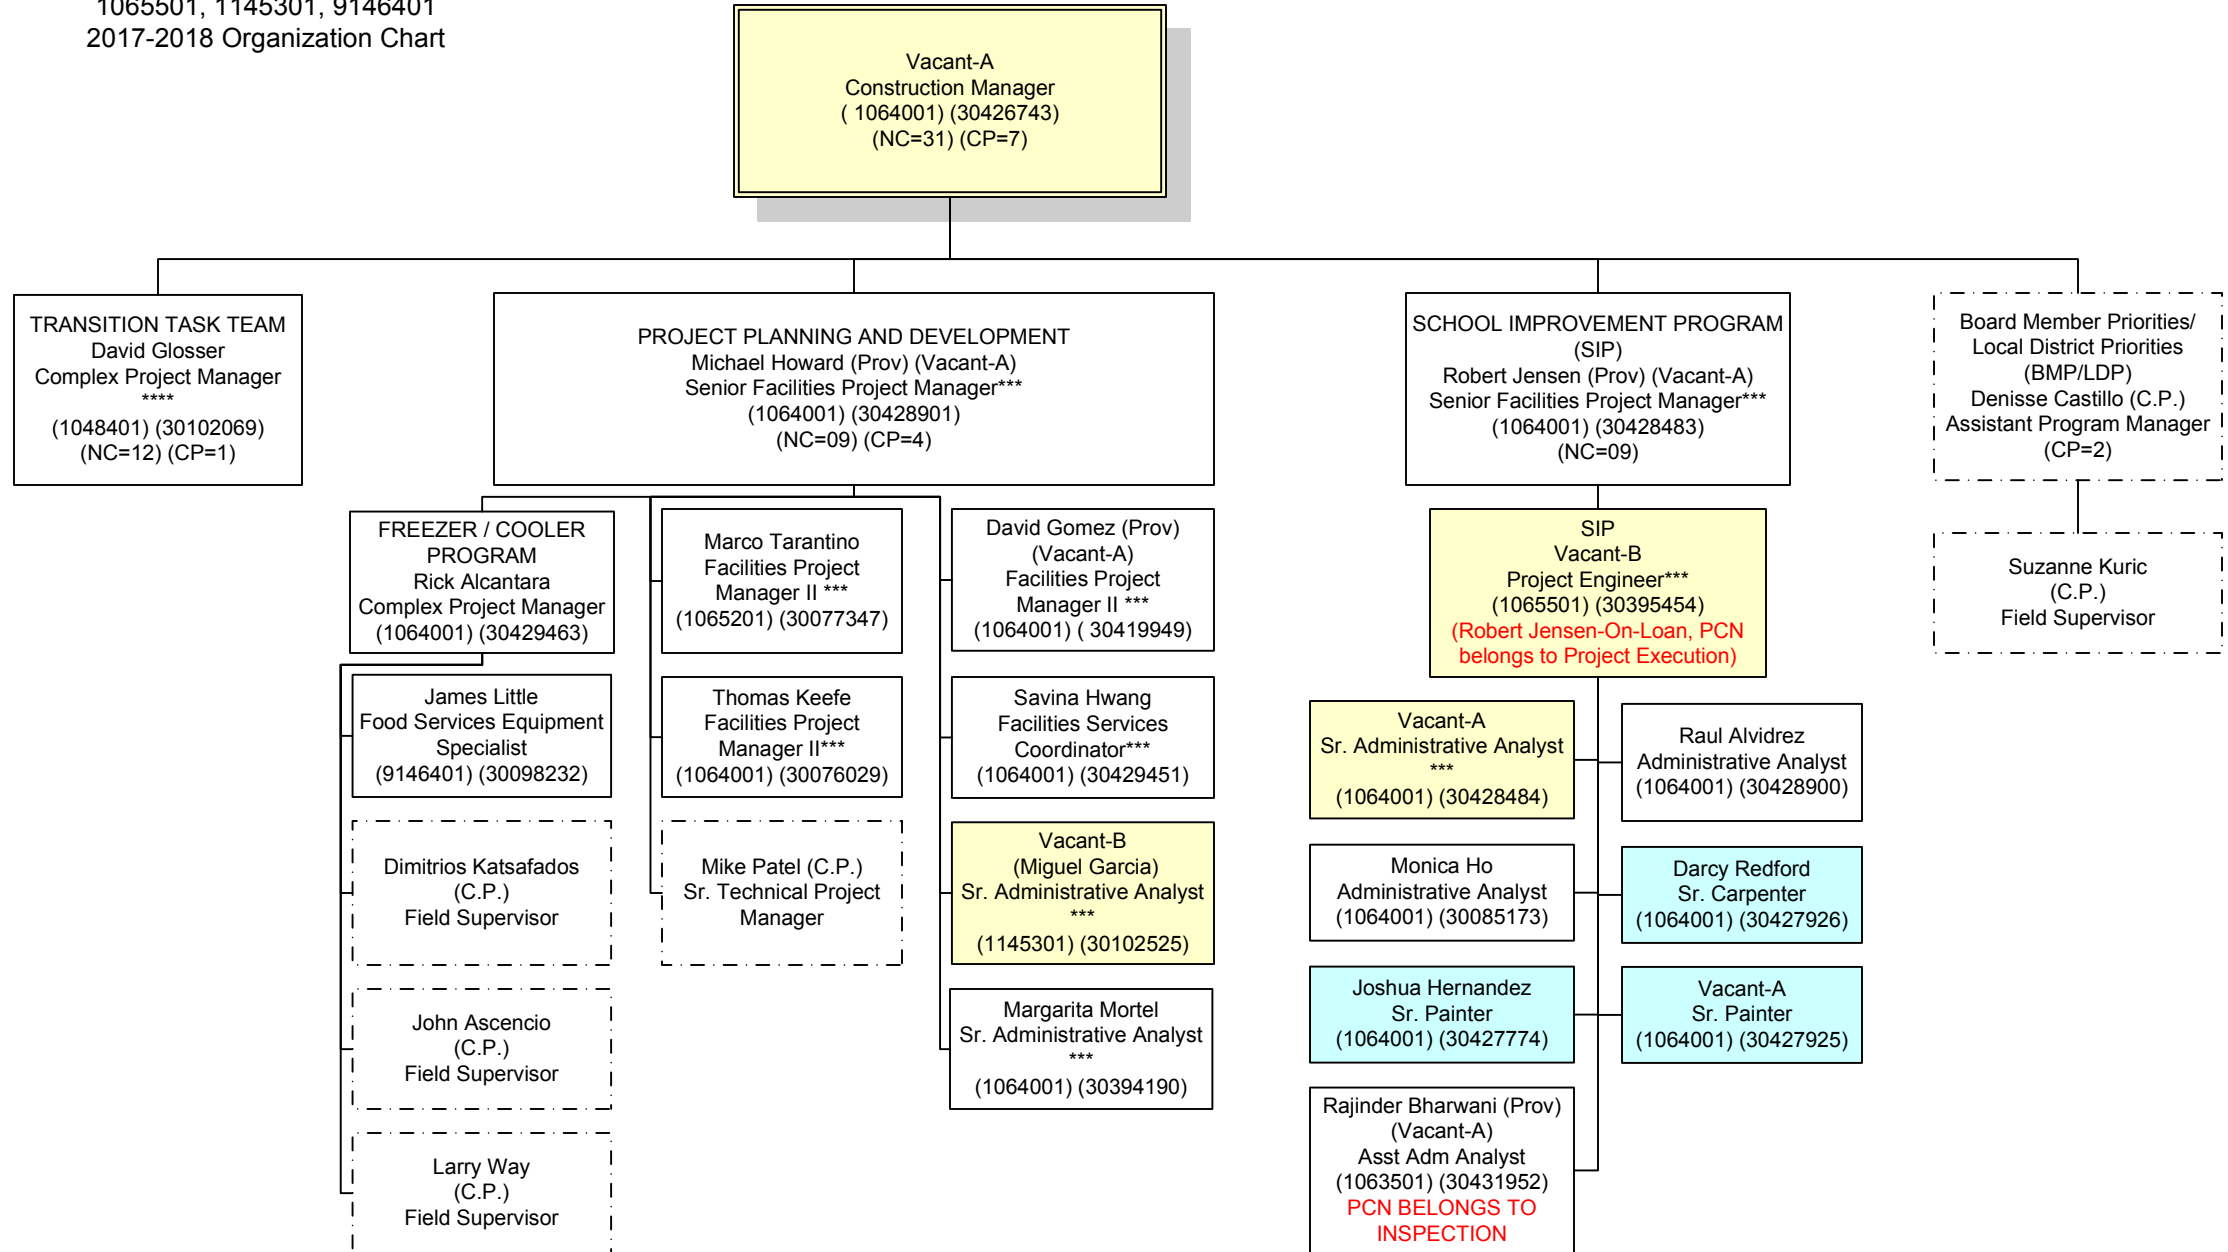 1065501, 1145301, 9146401
2017-2018 Organization Chart
Vacant-A
Construction Manager
( 1064001) (30426743)
(NC=31) (CP=7)
TRANSITION TASK TEAM
David Glosser
Complex Project Manager
****
(1048401) (30102069)
(NC=12) (CP=1)
PROJECT PLANNING AND DEVELOPMENT
Michael Howard (Prov) (Vacant-A)
Senior Facilities Project Manager***
(1064001) (30428901)
(NC=09) (CP=4)
SCHOOL IMPROVEMENT PROGRAM
(SIP)
Robert Jensen (Prov) (Vacant-A)
Senior Facilities Project Manager***
(1064001) (30428483)
(NC=09)
Board Member Priorities/
Local District Priorities
(BMP/LDP)
Denisse Castillo (C.P.)
Assistant Program Manager
(CP=2)
FREEZER / COOLER
PROGRAM
Rick Alcantara
Complex Project Manager
(1064001) (30429463)
Marco Tarantino
Facilities Project
Manager II ***
(1065201) (30077347)
David Gomez (Prov)
(Vacant-A)
Facilities Project
Manager II ***
(1064001) ( 30419949)
SIP
Vacant-B
Project Engineer***
(1065501) (30395454)
(Robert Jensen-On-Loan, PCN
belongs to Project Execution)
Suzanne Kuric
(C.P.)
Field Supervisor
James Little
Food Services Equipment
Specialist
(9146401) (30098232)
Thomas Keefe
Facilities Project
Manager II***
(1064001) (30076029)
Savina Hwang
Facilities Services
Coordinator***
(1064001) (30429451)
Vacant-A
Sr. Administrative Analyst
***
(1064001) (30428484)
Raul Alvidrez
Administrative Analyst
(1064001) (30428900)
Dimitrios Katsafados
(C.P.)
Field Supervisor
Mike Patel (C.P.)
Sr. Technical Project
Manager
Vacant-B
(Miguel Garcia)
Sr. Administrative Analyst
***
(1145301) (30102525)
Monica Ho
Administrative Analyst
(1064001) (30085173)
Darcy Redford
Sr. Carpenter
(1064001) (30427926)
John Ascencio
(C.P.)
Field Supervisor
Margarita Mortel
Sr. Administrative Analyst
***
(1064001) (30394190)
Joshua Hernandez
Sr. Painter
(1064001) (30427774)
Vacant-A
Sr. Painter
(1064001) (30427925)
Larry Way
(C.P.)
Field Supervisor
Rajinder Bharwani (Prov)
(Vacant-A)
Asst Adm Analyst
(1063501) (30431952)
PCN BELONGS TO
INSPECTION